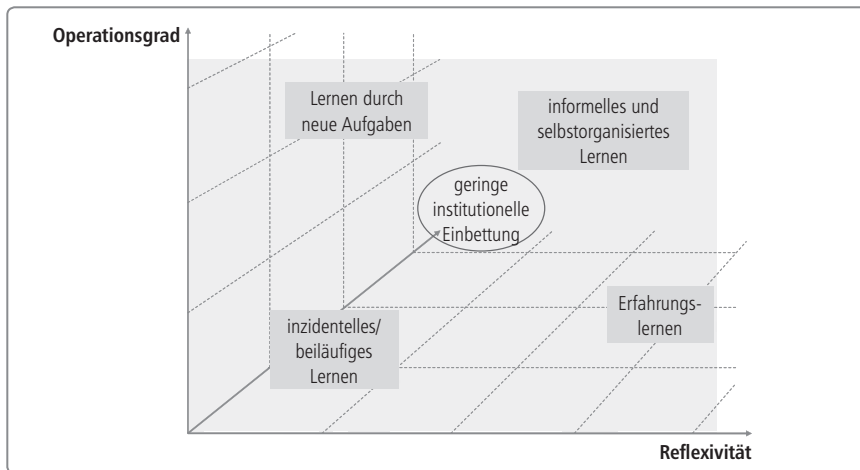 Operationsgrad
Lernen durch
neue Aufgaben
informelles und
selbstorganisiertes
Lernen
geringe
institutionelle
Einbettung
inzidentelles/
beiläufiges
Lernen
Erfahrungs-
lernen
Reflexivität